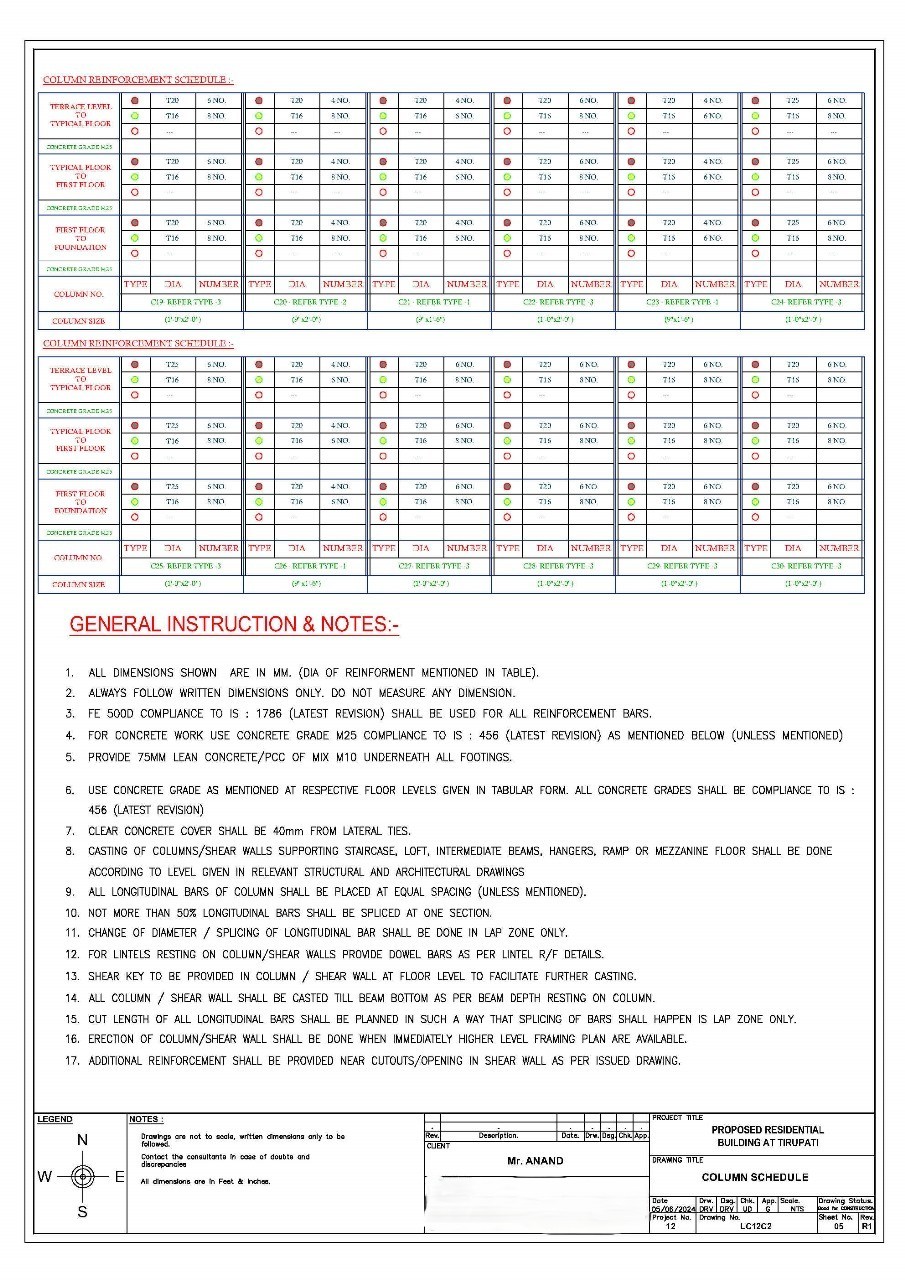 COLUMN REINFORCEMENT SCHEDULE :-
TERRACE LEVEL TO TYPICAL FLOOR T20 6 NO. T20 4 NO. T20 4 NO. T20 6 NO. T20 4 NO. T25 6 NO.
T16 8 NO. T16 8 NO. T16 6 NO. T16 8 NO. T16 6 NO. T16 8 NO.
CONCRETE GRADE M25
TYPICAL FLOOR TO FIRST FLOOR T20 6 NO. T20 4 NO. T20 4 NO. T20 6 NO. T20 4 NO. T25 6 NO.
T16 8 NO. T16 8 NO. T16 6 NO. T16 8 NO. T16 6 NO. T16 8 NO.
CONCRETE GRADE M25
FIRST FLOOR TO FOUNDATION T20 6 NO. T20 4 NO. T20 4 NO. T20 6 NO. T20 4 NO. T25 6 NO.
T16 8 NO. T16 8 NO. T16 6 NO. T16 8 NO. T16 6 NO. T16 8 NO.
CONCRETE GRADE M25
TYPE DIA NUMBER TYPE DIA NUMBER TYPE DIA NUMBER TYPE DIA NUMBER TYPE DIA NUMBER TYPE DIA NUMBER
COLUMN NO. C19- REFER TYPE -3 C20 - REFER TYPE -2 C21 - REFER TYPE -1 C22- REFER TYPE -3 C23 - REFER TYPE -1 C24- REFER TYPE -3
COLUMN SIZE (1'-0"x2'-0") (9"x2'-0") (9"x1'-6") (1'-0"x2'-0") (9"x1'-6") (1'-0"x2'-0")
COLUMN REINFORCEMENT SCHEDULE :-
TERRACE LEVEL TO TYPICAL FLOOR T25 6 NO. T20 4 NO. T20 6 NO. T20 6 NO. T20 6 NO. T20 6 NO.
T16 8 NO. T16 6 NO. T16 8 NO. T16 8 NO. T16 8 NO. T16 8 NO.
CONCRETE GRADE M25
TYPICAL FLOOR TO FIRST FLOOR T25 6 NO. T20 4 NO. T20 6 NO. T20 6 NO. T20 6 NO. T20 6 NO.
T16 8 NO. T16 6 NO. T16 8 NO. T16 8 NO. T16 8 NO. T16 8 NO.
CONCRETE GRADE M25
FIRST FLOOR TO FOUNDATION T25 6 NO. T20 4 NO. T20 6 NO. T20 6 NO T20 6 NO. T20 6 NO
T16 8 NO. T16 6 NO. T16 8 NO. T16 8 NO T16 8 NO. T16 8 NO
CONCRETE GRADE M25
TYPE DIA NUMBER TYPE DIA NUMBER TYPE DIA NUMBER TYPE DIA NUMBER TYPE DIA NUMBER TYPE DIA NUMBER
COLUMN NO. C25- REFER TYPE -3 C26 - REFER TYPE -1 C27- REFER TYPE -3 C28- REFER TYPE -3 C29- REFER TYPE -3 C30- REFER TYPE -3
COLUMN SIZE (1'-0"x2'-0") (9"x1'-6") (1'-0"x2'-0") (1'-0"x2'-0") (1'-0"x2'-0") (1'-0"x2'-0")
GENERAL INSTRUCTION & NOTES:-
1. ALL DIMENSIONS SHOWN ARE IN MM. (DIA OF REINFORMENT MENTIONED IN TABLE).
2. ALWAYS FOLLOW WRITTEN DIMENSIONS ONLY. DO NOT MEASURE ANY DIMENSION.
3. FE 500D COMPLIANCE TO IS : 1786 (LATEST REVISION) SHALL BE USED FOR ALL REINFORCEMENT BARS.
4. FOR CONCRETE WORK USE CONCRETE GRADE M25 COMPLIANCE TO IS : 456 (LATEST REVISION) AS MENTIONED BELOW (UNLESS MENTIONED)
5. PROVIDE 75MM LEAN CONCRETE/PCC OF MIX M10 UNDERNEATH ALL FOOTINGS.
6. USE CONCRETE GRADE AS MENTIONED AT RESPECTIVE FLOOR LEVELS GIVEN IN TABULAR FORM. ALL CONCRETE GRADES SHALL BE COMPLIANCE TO IS :
456 (LATEST REVISION)
7. CLEAR CONCRETE COVER SHALL BE 40mm FROM LATERAL TIES.
8. CASTING OF COLUMNS/SHEAR WALLS SUPPORTING STAIRCASE, LOFT, INTERMEDIATE BEAMS, HANGERS, RAMP OR MEZZANINE FLOOR SHALL BE DONE
ACCORDING TO LEVEL GIVEN IN RELEVANT STRUCTURAL AND ARCHITECTURAL DRAWINGS
9. ALL LONGITUDINAL BARS OF COLUMN SHALL BE PLACED AT EQUAL SPACING (UNLESS MENTIONED).
10. NOT MORE THAN 50% LONGITUDINAL BARS SHALL BE SPLICED AT ONE SECTION.
11. CHANGE OF DIAMETER / SPLICING OF LONGITUDINAL BAR SHALL BE DONE IN LAP ZONE ONLY.
12. FOR LINTELS RESTING ON COLUMN/SHEAR WALLS PROVIDE DOWEL BARS AS PER LINTEL R/F DETAILS.
13. SHEAR KEY TO BE PROVIDED IN COLUMN / SHEAR WALL AT FLOOR LEVEL TO FACILITATE FURTHER CASTING.
14. ALL COLUMN / SHEAR WALL SHALL BE CASTED TILL BEAM BOTTOM AS PER BEAM DEPTH RESTING ON COLUMN.
15. CUT LENGTH OF ALL LONGITUDINAL BARS SHALL BE PLANNED IN SUCH A WAY THAT SPLICING OF BARS SHALL HAPPEN IS LAP ZONE ONLY.
16. ERECTION OF COLUMN/SHEAR WALL SHALL BE DONE WHEN IMMEDIATELY HIGHER LEVEL FRAMING PLAN ARE AVAILABLE.
17. ADDITIONAL REINFORCEMENT SHALL BE PROVIDED NEAR CUTOUTS/OPENING IN SHEAR WALL AS PER ISSUED DRAWING.
LEGEND
N
W E
S
NOTES :
Drawings are not to scale, written dimensions only to be
followed.
Contact the consultants in case of doubts and
discrepancies
All dimensions are in Feet & Inches.
Rev. Description. Date. Drw. Dsg. Chk. App.
CLIENT
Mr. ANAND
PROJECT TITLE
PROPOSED RESIDENTIAL
BUILDING AT TIRUPATI
DRAWING TITLE
COLUMN SCHEDULE
Date Drw. Dsg. Chk. App. Scale. Drawing Status.
05/06/2024 DRV DRV UD G NTS Good for CONSTRUCTION
Project No. Drawing No. Sheet No. Rev.
12 LC12C2 05 R1